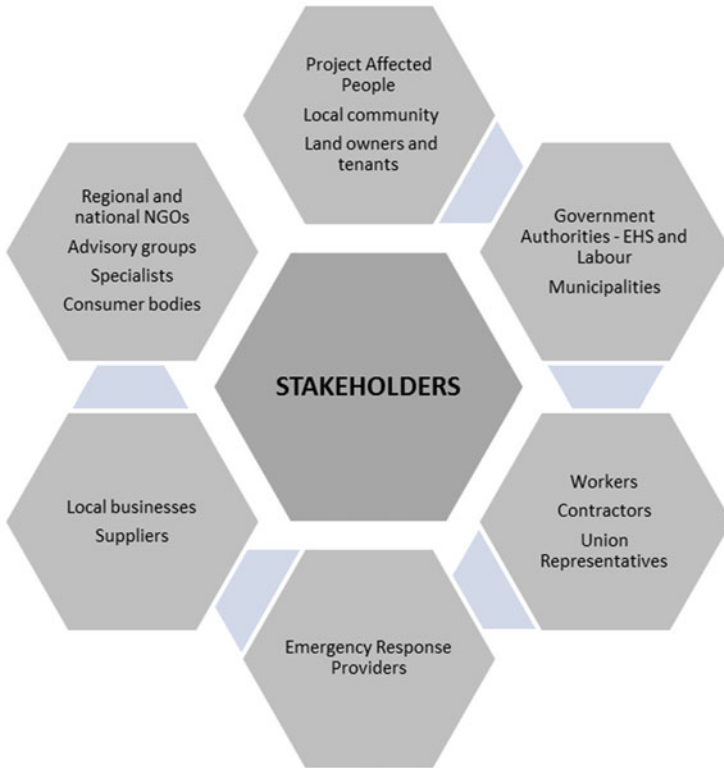 Project Affected
People
Local community
Land owners and
tenants
Regional and
national NGOs
Advisory groups
Specialists
Consumer bodies
Government
Authorities - EHS and
Labour
Municipalities
STAKEHOLDERS
Local businesses
Suppliers
Workers
Contractors
Union
Representatives
Emergency Response
Providers